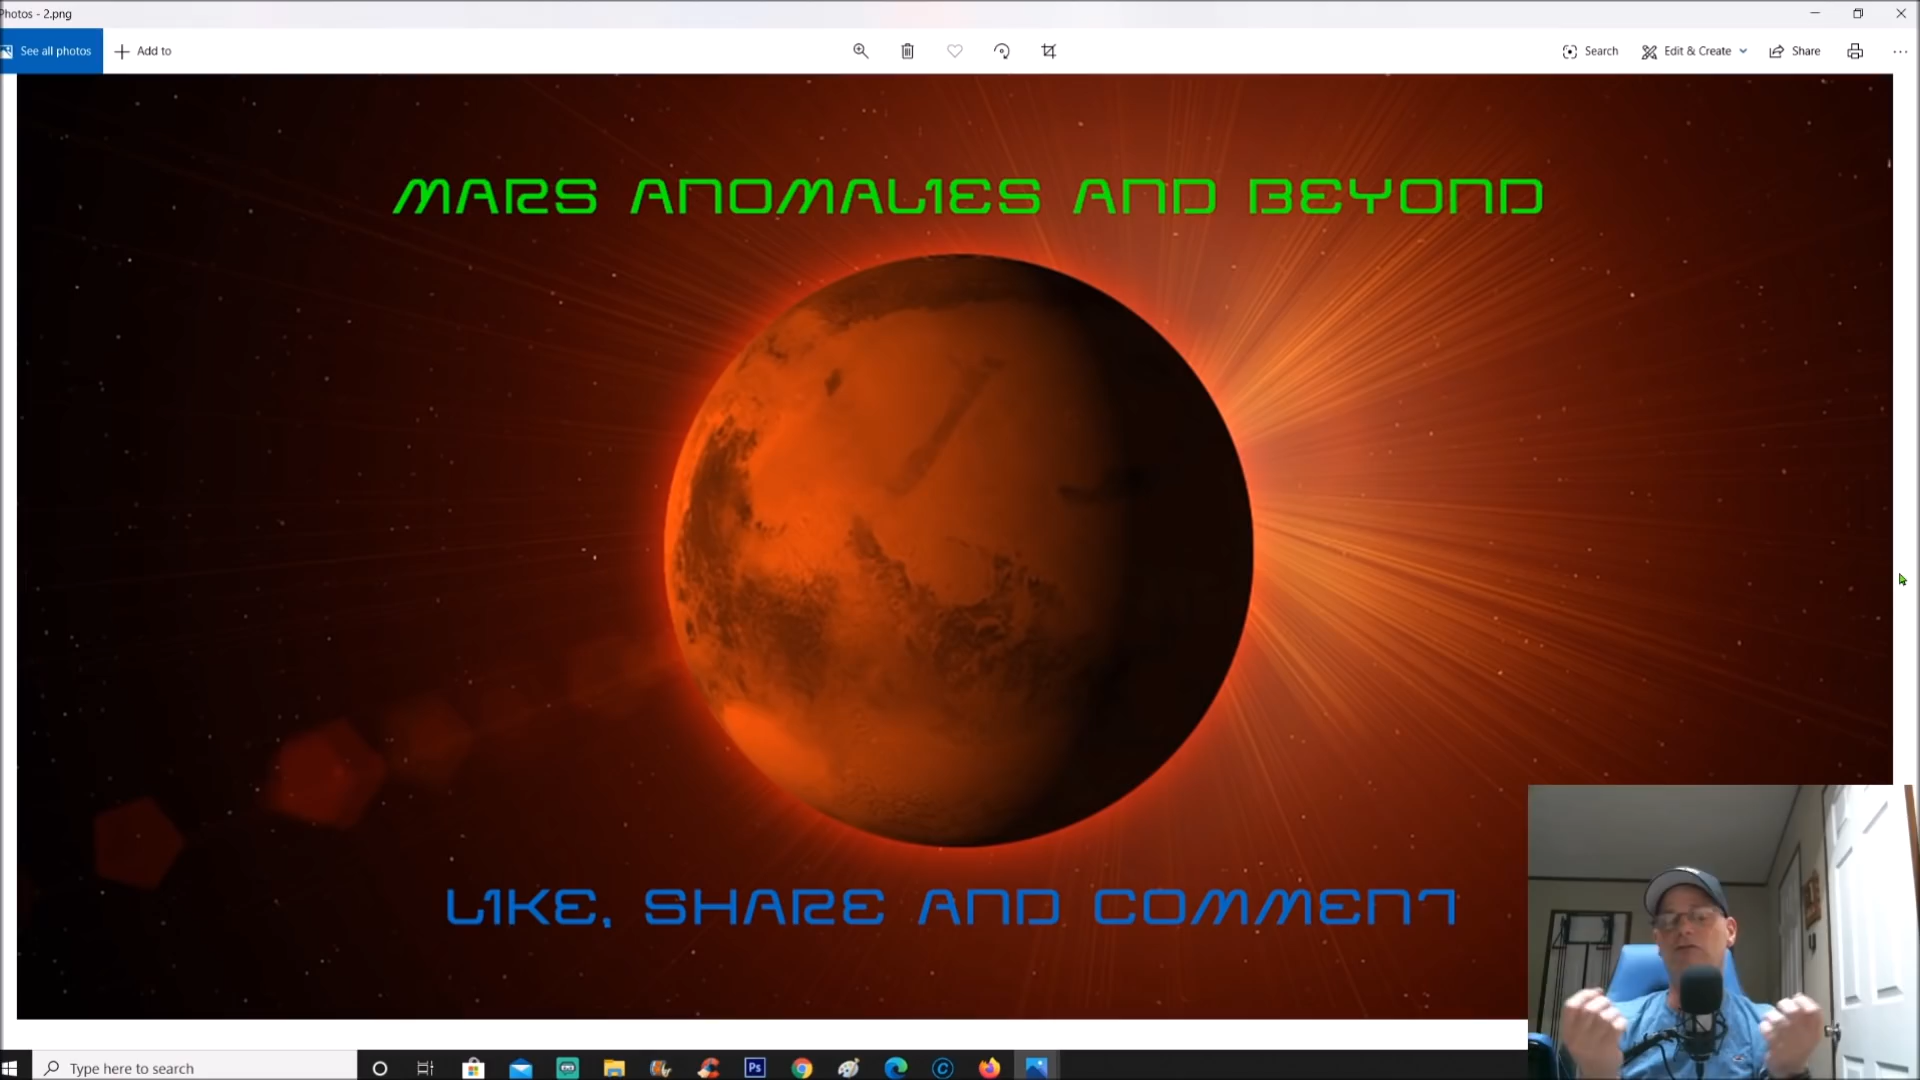 Photos - 2.png
See all photos
Add to
Search
Edit & Create
Share
MARS ANOMALIES AND BEYOND
LIKE, SHARE AND COMMENT
Type here to search
Ps